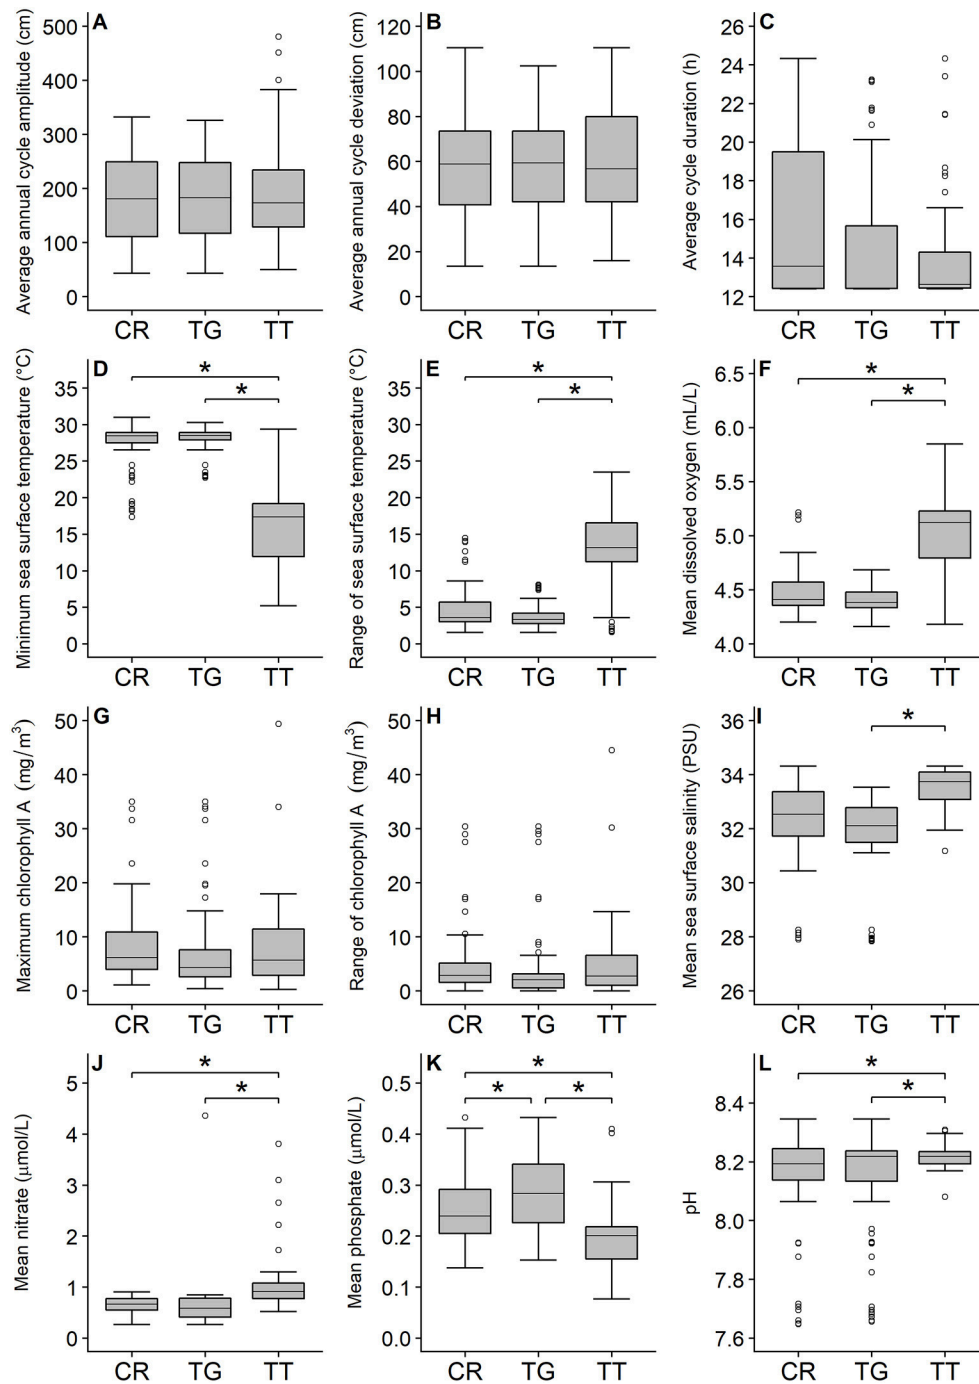 A
Average annual cycle amplitude (cm)
500
400
300
200
100
0
CR TG TT
B
Average annual cycle deviation (cm)
120
100
80
60
40
20
0
CR TG TT
C
Average cycle duration (h)
26
24
22
20
18
16
14
12
CR TG TT
D
Minimum sea surface temperature (°C)
35
30
25
20
15
10
5
0
*
*
CR TG TT
E
Range of sea surface temperature (°C)
35
30
25
20
15
10
5
0
*
*
CR TG TT
F
Mean dissolved oxygen (mL/L)
6.5
6.0
5.5
5.0
4.5
4.0
*
*
CR TG TT
G
Maximum chlorophyll A (mg/m³)
50
40
30
20
10
0
CR TG TT
H
Range of chlorophyll A (mg/m³)
50
40
30
20
10
0
CR TG TT
I
Mean sea surface salinity (PSU)
36
34
32
30
28
26
*
CR TG TT
J
Mean nitrate (μmol/L)
5
4
3
2
1
0
*
*
CR TG TT
K
Mean phosphate (μmol/L)
0.5
0.4
0.3
0.2
0.1
0.0
*
* *
CR TG TT
L
pH
8.4
8.2
8.0
7.8
7.6
*
*
CR TG TT